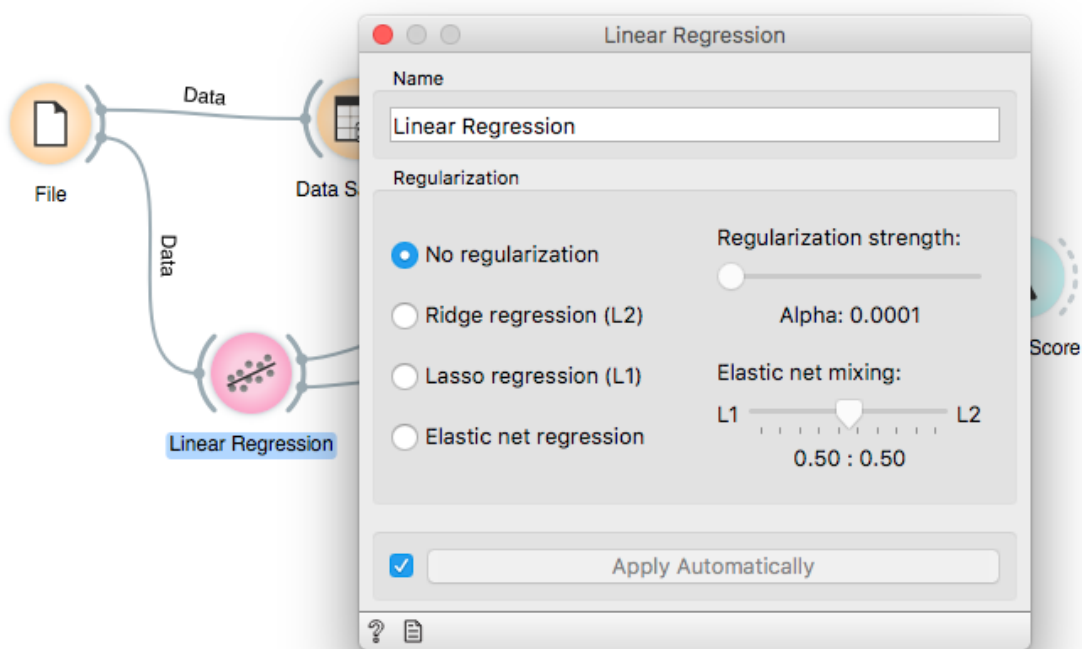 Linear Regression
Name
Linear Regression
Regularization
No regularization
Ridge regression (L2)
Lasso regression (L1)
Elastic net regression
Regularization strength:
Alpha: 0.0001
Elastic net mixing:
L1 L2
0.50 : 0.50
Apply Automatically
?
File
Data
Data S
Data
Linear Regression
Score